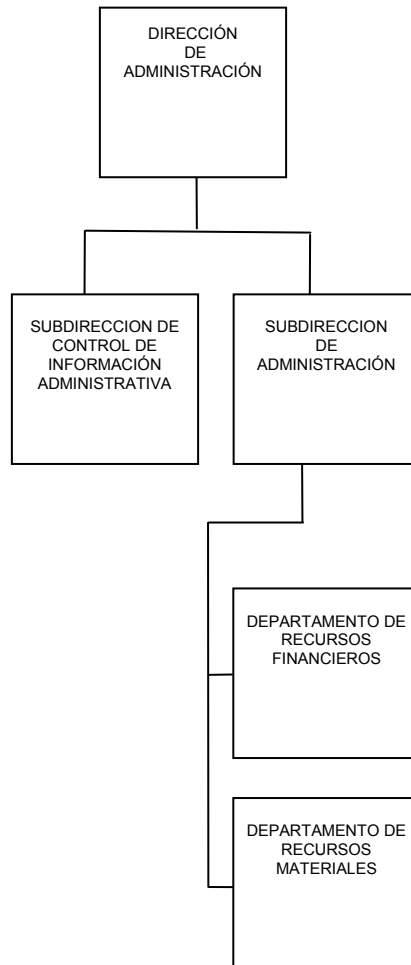 DIRECCIÓN
DE
ADMINISTRACIÓN
SUBDIRECCION DE
CONTROL DE
INFORMACIÓN
ADMINISTRATIVA
SUBDIRECCION
DE
ADMINISTRACIÓN
DEPARTAMENTO DE
RECURSOS
FINANCIEROS
DEPARTAMENTO DE
RECURSOS
MATERIALES